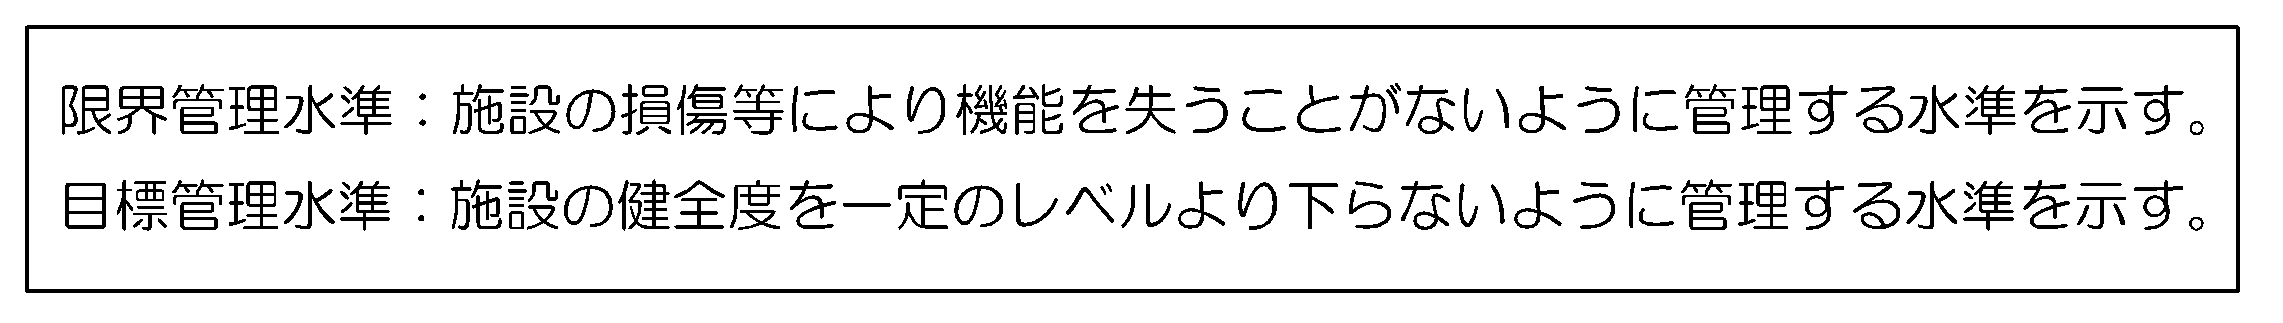 限界管理水準：施設の損傷等により機能を失うことがないように管理する水準を示す。
目標管理水準：施設の健全度を一定のレベルより下らないように管理する水準を示す。